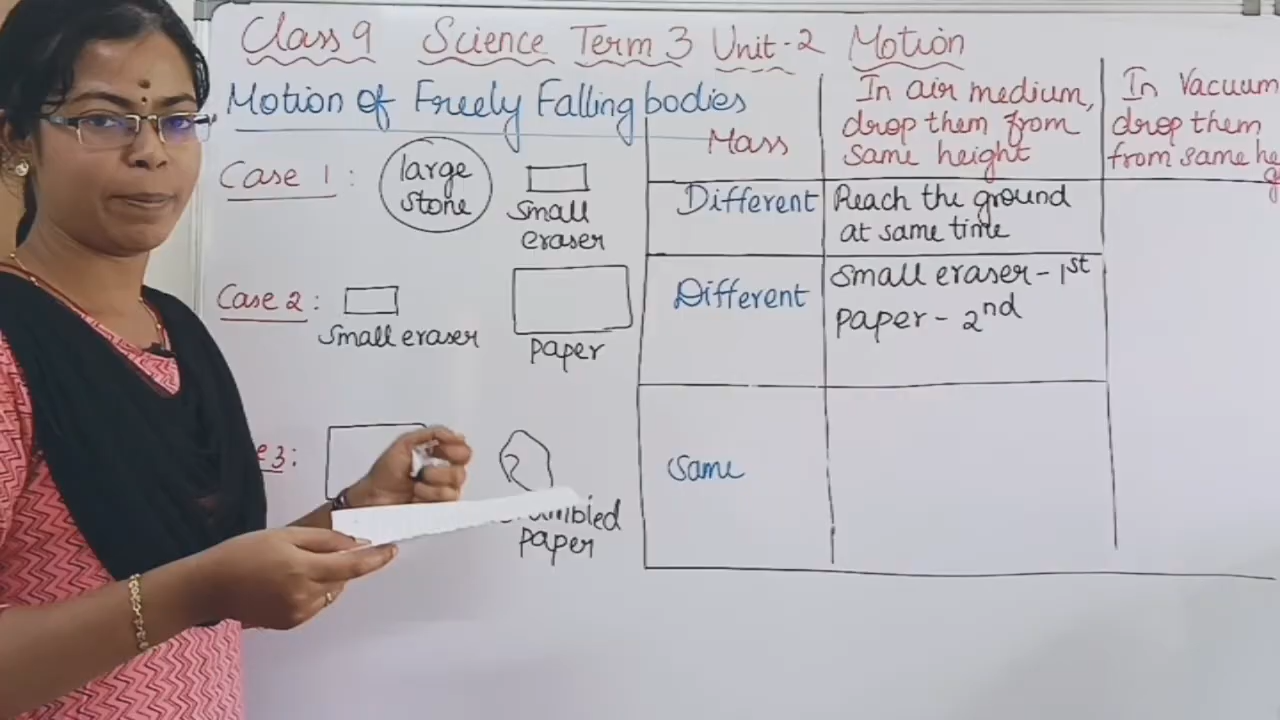 Class 9 Science Term 3 Unit-2 Motion
Motion of Freely Falling bodies
Case 1 :
large
stone
small
eraser
Case 2 :
small eraser
paper
3:
paper
Mass
In air medium,
drop them from
same height
In Vacuum
drop them
from same
Different
Reach the ground
at same time
Different
Small eraser - 1st
paper - 2nd
Same